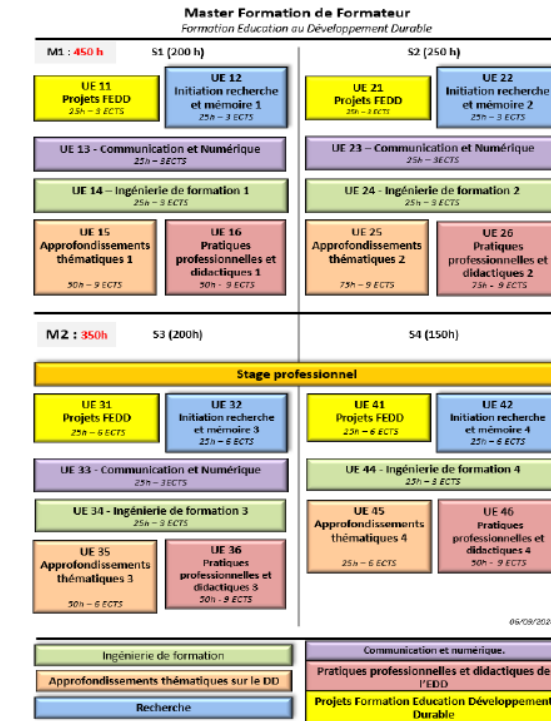 Master Formation de Formateur
Formation Education au Développement Durable
M1 : 450 h
S1 (200 h)
S2 (250 h)
UE 11
Projets FEDD
25h – 3 ECTS
UE 12
Initiation recherche
et mémoire 1
25h – 3 ECTS
UE 21
Projets FEDD
25h – 3 ECTS
UE 22
Initiation recherche
et mémoire 2
25h – 3 ECTS
UE 13 - Communication et Numérique
25h – 3ECTS
UE 23 – Communication et Numérique
25h – 3ECTS
UE 14 – Ingénierie de formation 1
25h – 3 ECTS
UE 24 - Ingénierie de formation 2
25h – 3 ECTS
UE 15
Approfondissements
thématiques 1
50h – 9 ECTS
UE 16
Pratiques
professionnelles et
didactiques 1
50h - 9 ECTS
UE 25
Approfondissements
thématiques 2
75h – 9 ECTS
UE 26
Pratiques
professionnelles et
didactiques 2
75h - 9 ECTS
M2 : 350h
S3 (200h)
S4 (150h)
Stage professionnel
UE 31
Projets FEDD
25h – 6 ECTS
UE 32
Initiation recherche
et mémoire 3
25h – 6 ECTS
UE 41
Projets FEDD
25h – 6 ECTS
UE 42
Initiation recherche
et mémoire 4
25h – 6 ECTS
UE 33 - Communication et Numérique
25h – 3ECTS
UE 44 - Ingénierie de formation 4
25h – 3 ECTS
UE 34 - Ingénierie de formation 3
25h – 3 ECTS
UE 35
Approfondissements
thématiques 3
50h – 6 ECTS
UE 36
Pratiques
professionnelles et
didactiques 3
50h - 9 ECTS
UE 45
Approfondissements
thématiques 4
25h – 6 ECTS
UE 46
Pratiques
professionnelles et
didactiques 4
50h - 9 ECTS
Ingénierie de formation
Communication et numérique.
Approfondissements thématiques sur le DD
Pratiques professionnelles et didactiques de
l'EDD
Recherche
Projets Formation Education Développement
Durable